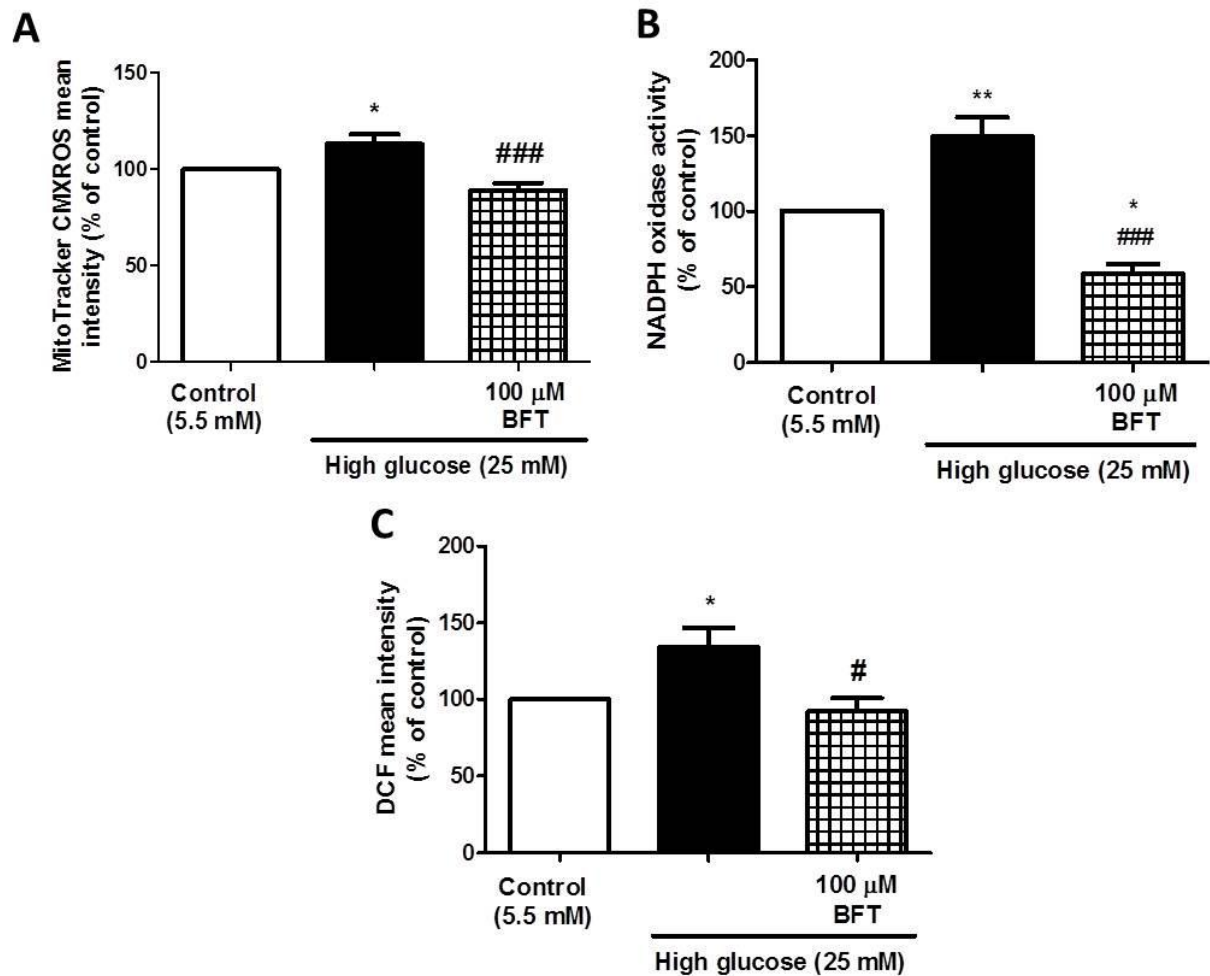 A
MitoTracker CMXROS mean
intensity (% of control)
150
100
50
0
*
###
Control
(5.5 mM)
100 μM
BFT
High glucose (25 mM)
B
NADPH oxidase activity
(% of control)
200
150
100
50
0
**
*
###
Control
(5.5 mM)
100 μM
BFT
High glucose (25 mM)
C
DCF mean intensity
(% of control)
200
150
100
50
0
*
#
Control
(5.5 mM)
100 μM
BFT
High glucose (25 mM)